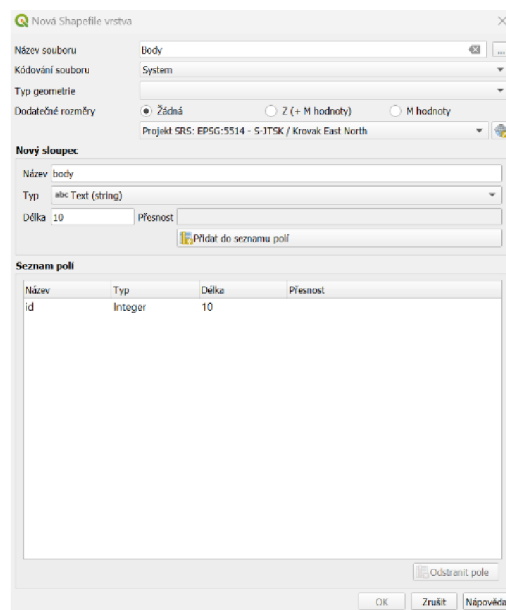 Nová Shapefile vrstva
Název souboru Body ...
Kódování souboru System
Typ geometrie
Dodatečné rozměry Žádná Z (+ M hodnoty) M hodnoty
Projekt SRS: EPSG:5514 - S-JTSK / Krovak East North
Nový sloupec
Název body
Typ abc Text (string)
Délka 10 Přesnost
Přidat do seznamu polí
Seznam polí
Název Typ Délka Přesnost
id Integer 10
Odstranit pole
OK Zrušit Nápověda